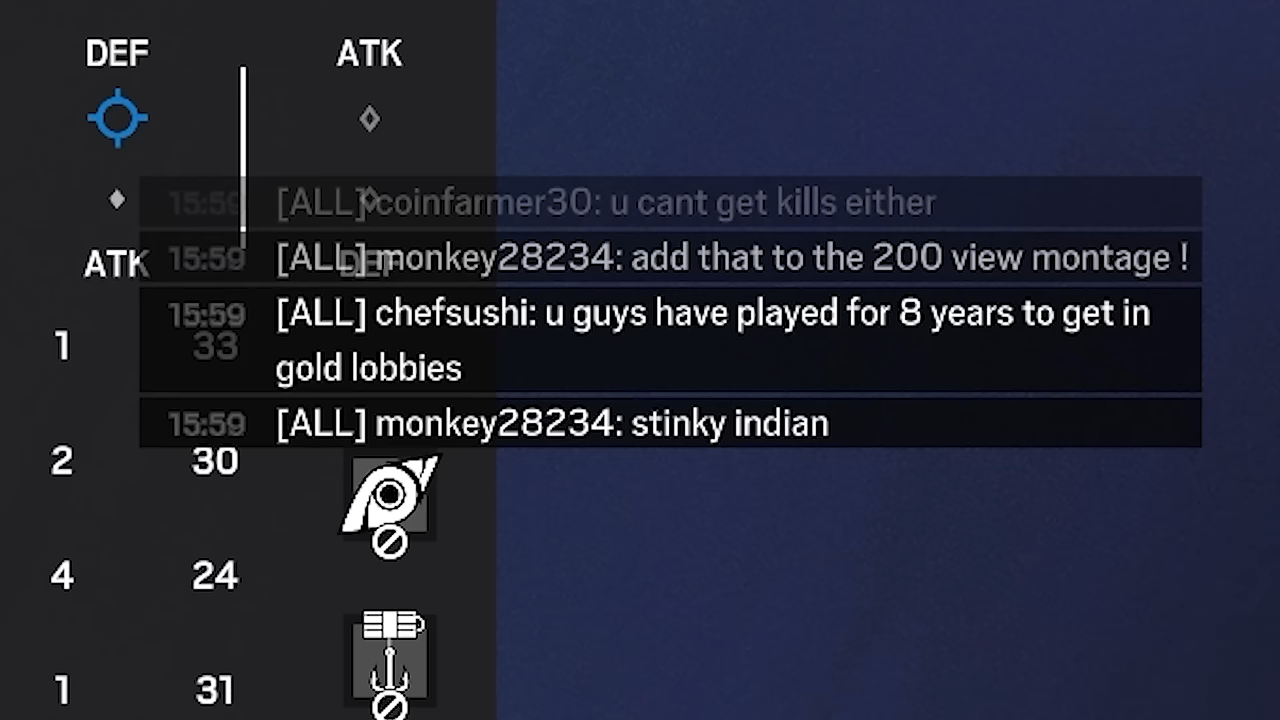 DEF ATK
15:59 [ALL] coinfarmer30: u cant get kills either
ATK DEF
15:59 [ALL] monkey28234: add that to the 200 view montage !
15:59 [ALL] chefsushi: u guys have played for 8 years to get in
1 33
gold lobbies
15:59 [ALL] monkey28234: stinky indian
2 30
4 24
1 31